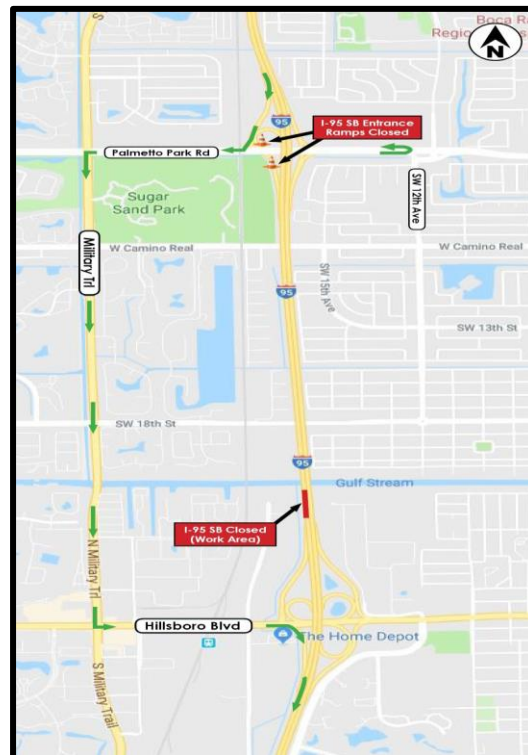 S
Boca Ra
N
95
I-95 SB Entrance
Ramps Closed
Palmetto Park Rd
SW 12th Ave
Sugar
Sand Park
Military Trl
W Camino Real
W Camino Real
95
SW 15th Ave
SW 13th St
SW 18th St
95
Gulf Stream
I-95 SB Closed
(Work Area)
N Military Trl
Hillsboro Blvd
The Home Depot
S Military Trail